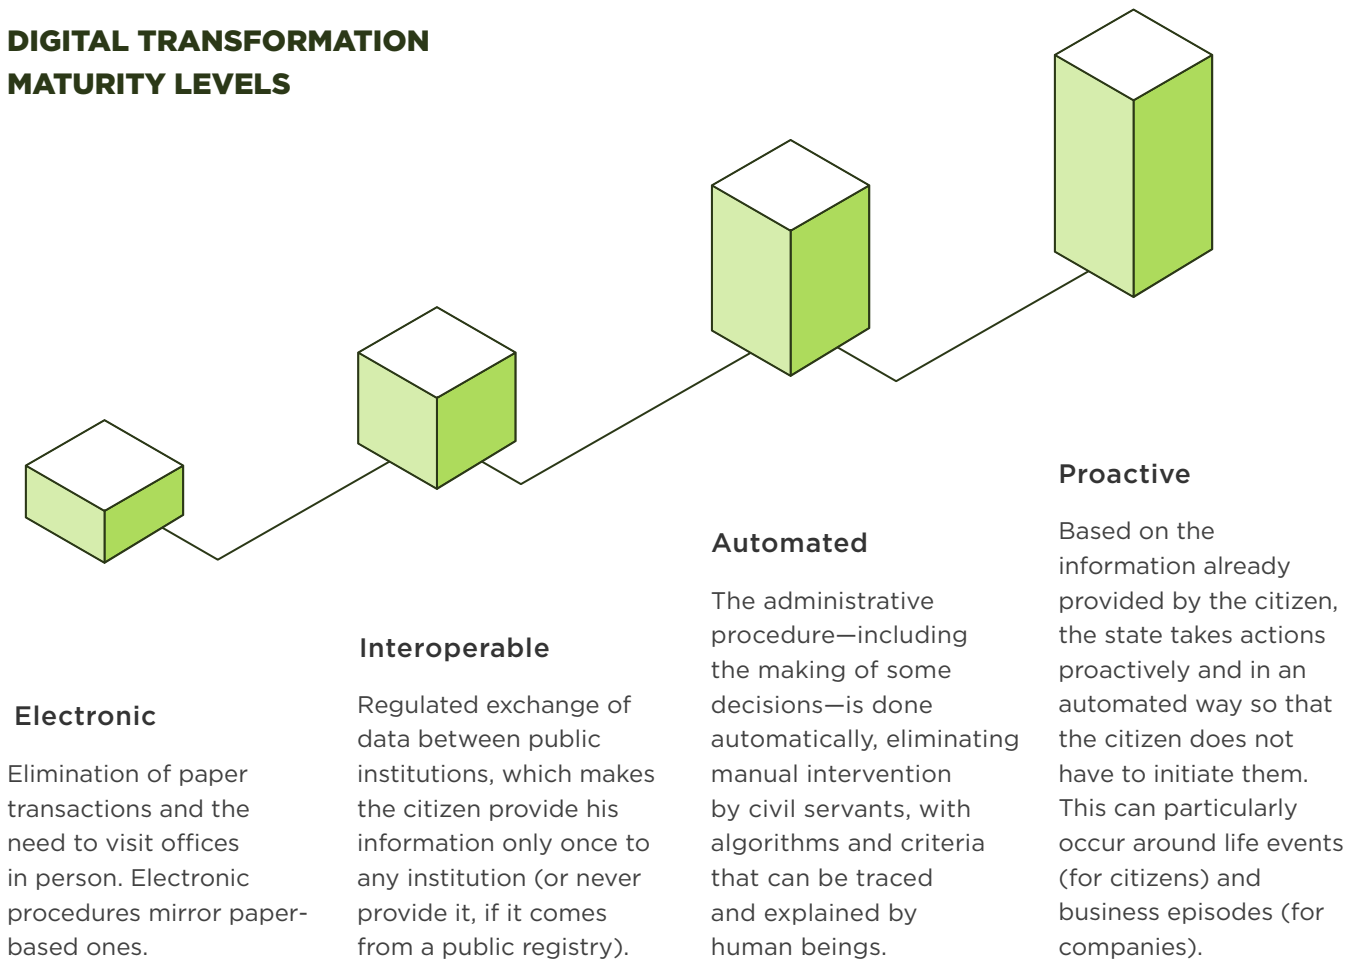 DIGITAL TRANSFORMATION
MATURITY LEVELS
Electronic
Elimination of paper
transactions and the
need to visit offices
in person. Electronic
procedures mirror paper-
based ones.
Interoperable
Regulated exchange of
data between public
institutions, which makes
the citizen provide his
information only once to
any institution (or never
provide it, if it comes
from a public registry).
Automated
The administrative
procedure—including
the making of some
decisions—is done
automatically, eliminating
manual intervention
by civil servants, with
algorithms and criteria
that can be traced
and explained by
human beings.
Proactive
Based on the
information already
provided by the citizen,
the state takes actions
proactively and in an
automated way so that
the citizen does not
have to initiate them.
This can particularly
occur around life events
(for citizens) and
business episodes (for
companies).